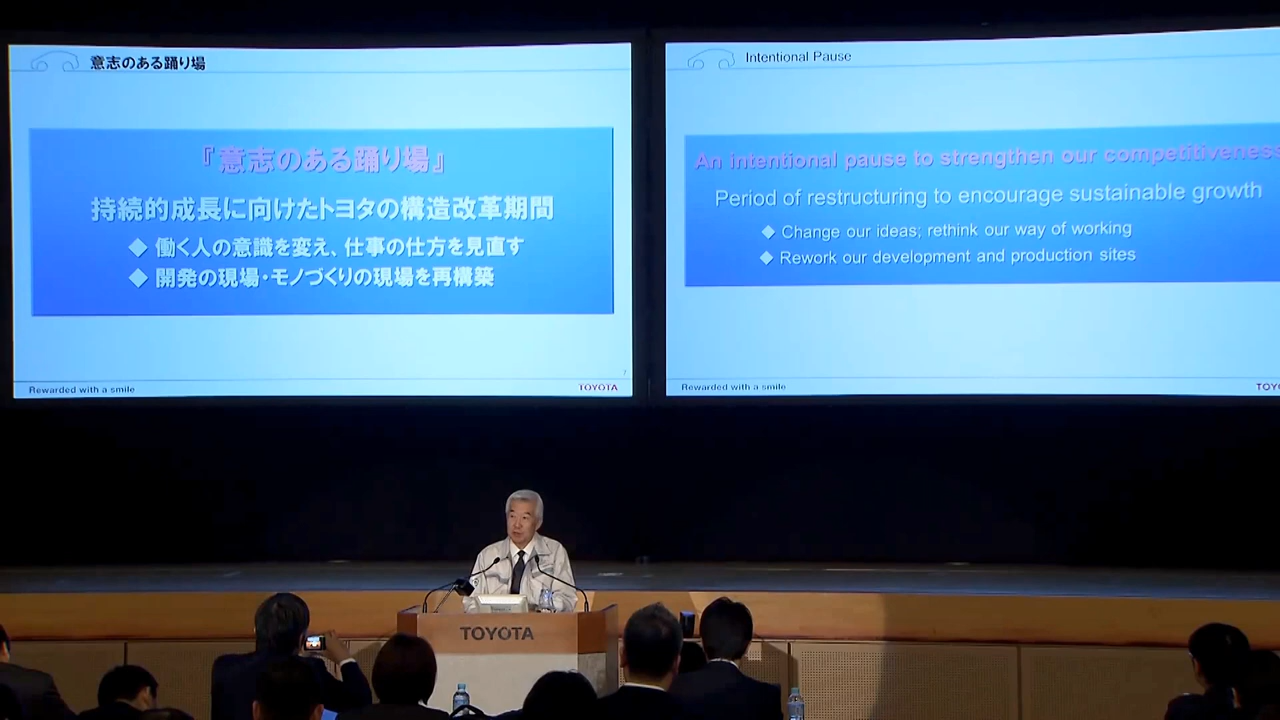 意志のある踊り場
『意志のある踊り場』
持続的成長に向けたトヨタの構造改革期間
◆ 働く人の意識を変え、仕事の仕方を見直す
◆ 開発の現場・モノづくりの現場を再構築
7
Rewarded with a smile
TOYOTA
Intentional Pause
An intentional pause to strengthen our competitiveness
Period of restructuring to encourage sustainable growth
◆ Change our ideas; rethink our way of working
◆ Rework our development and production sites
Rewarded with a smile
TOYO
TOYOTA